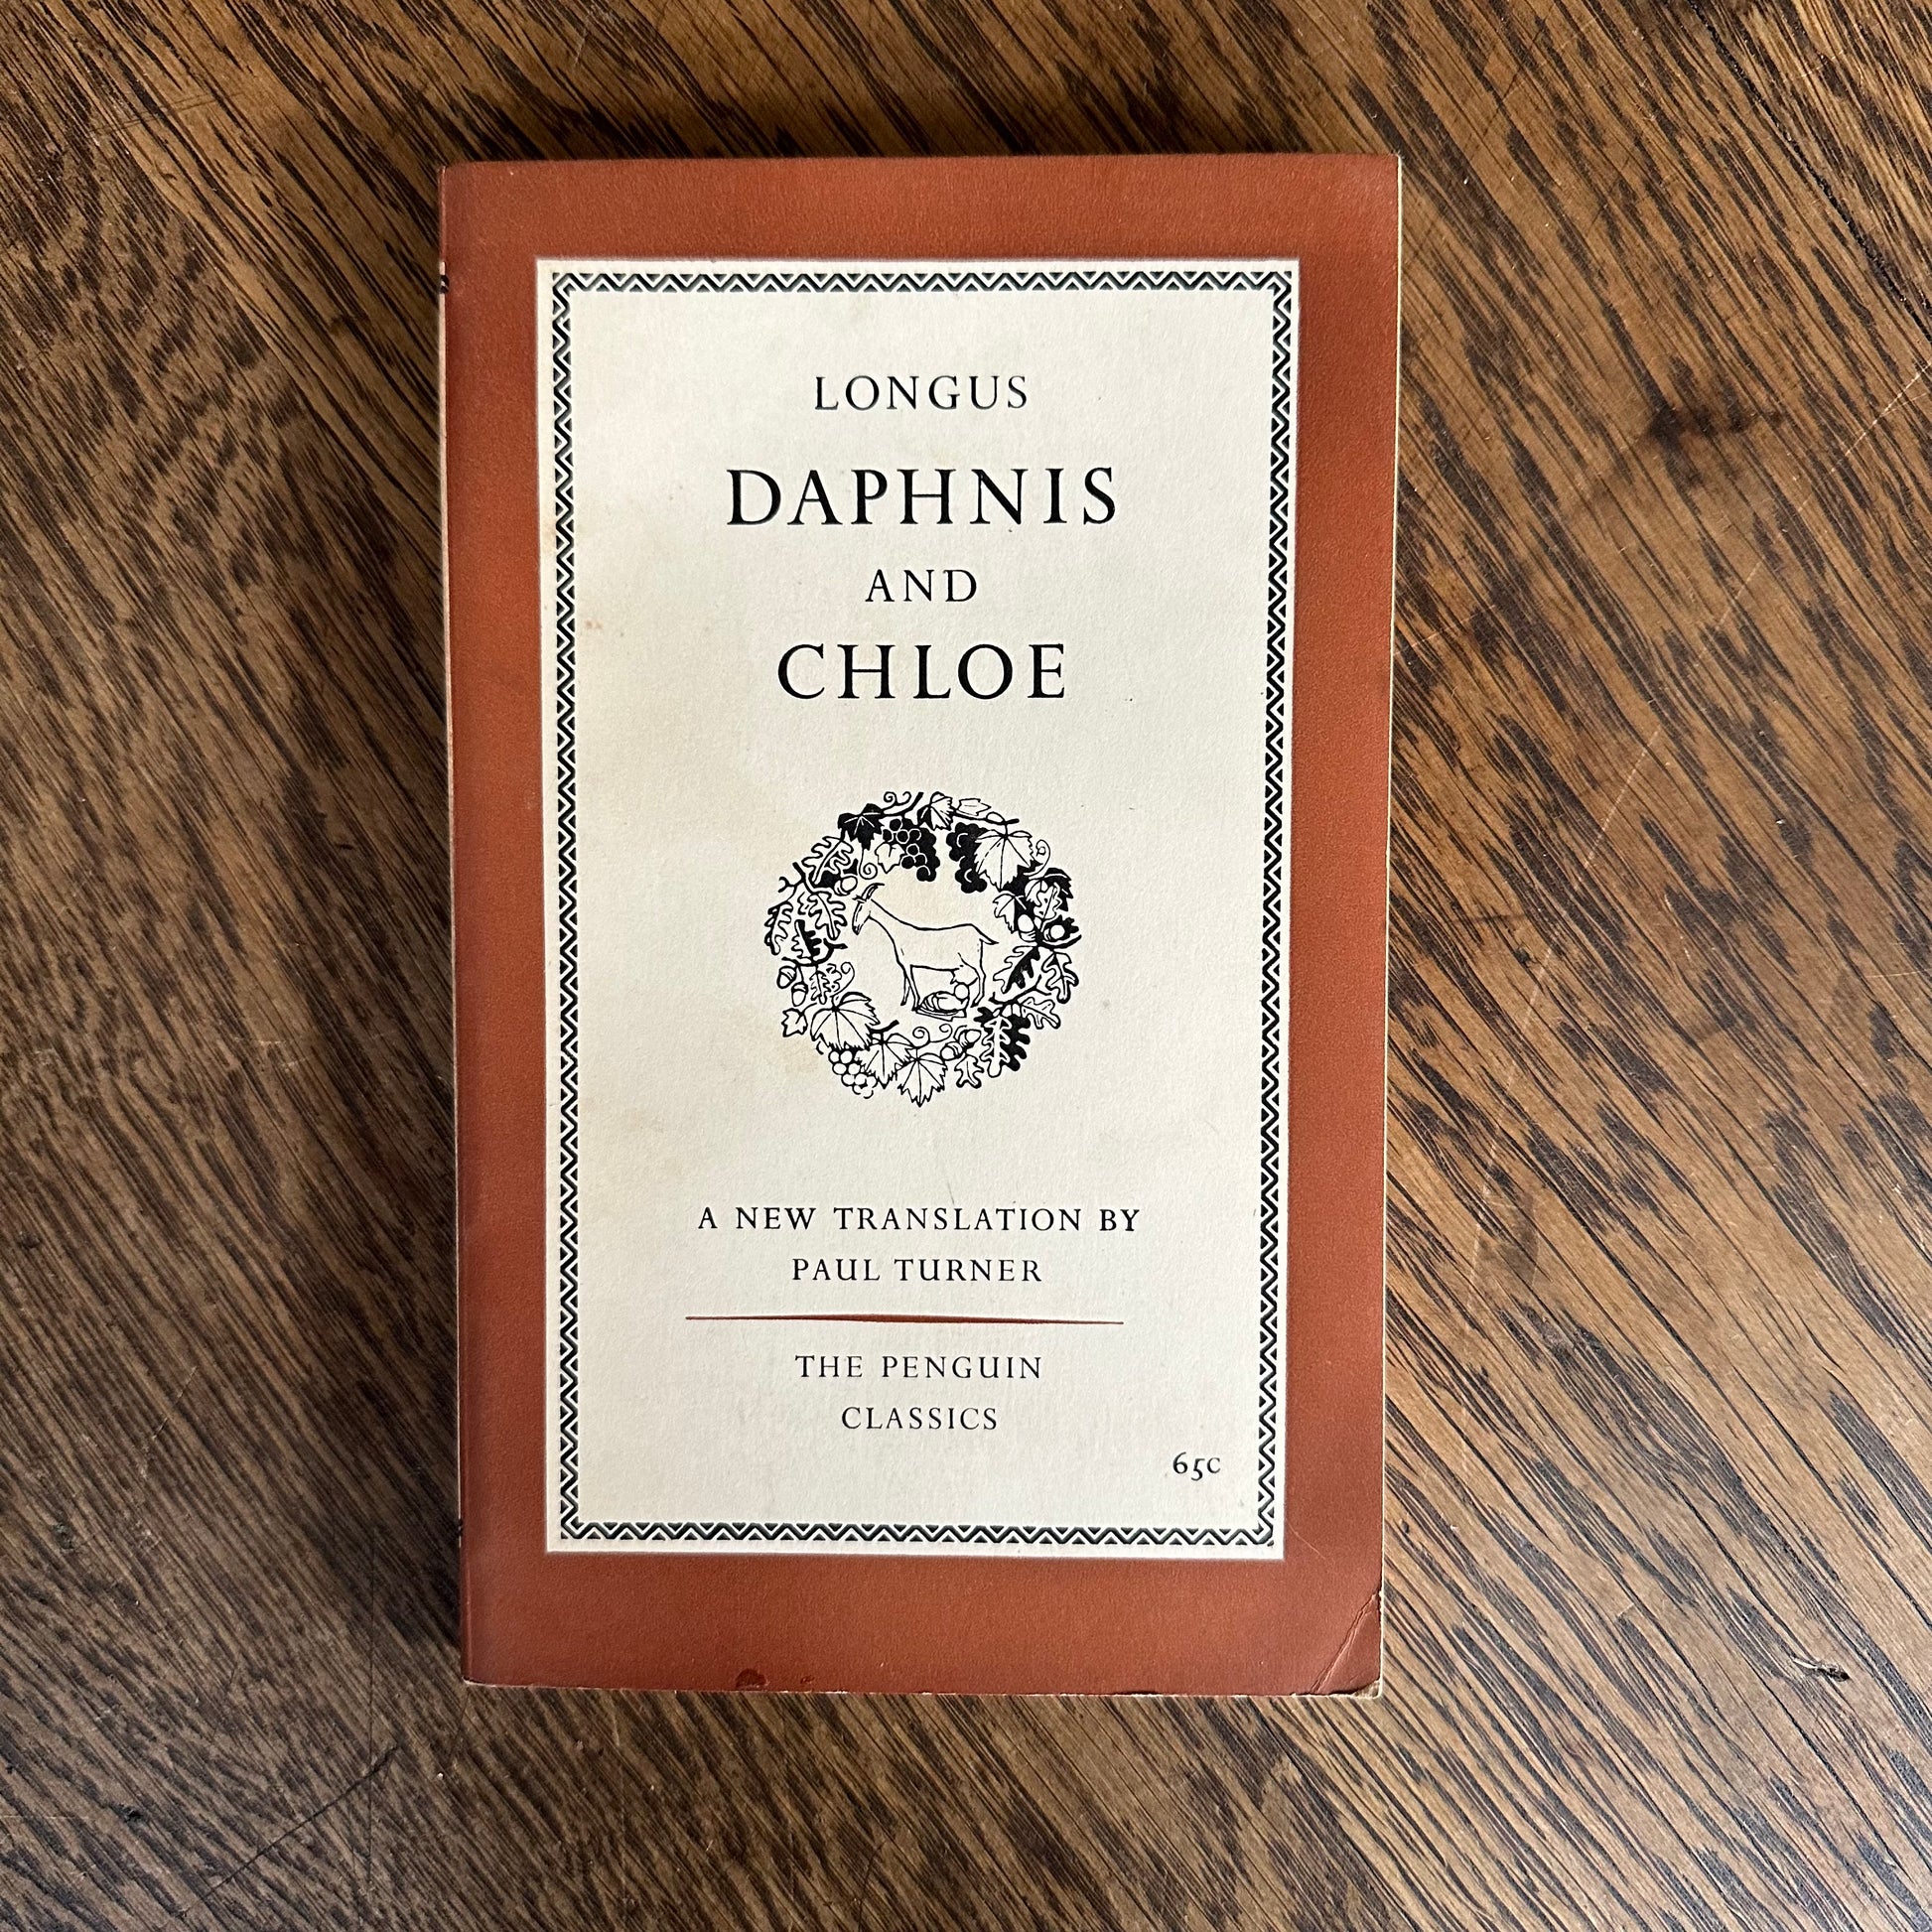 LONGUS
DAPHNIS
AND
CHLOE
A NEW TRANSLATION BY
PAUL TURNER
THE PENGUIN
CLASSICS
65c